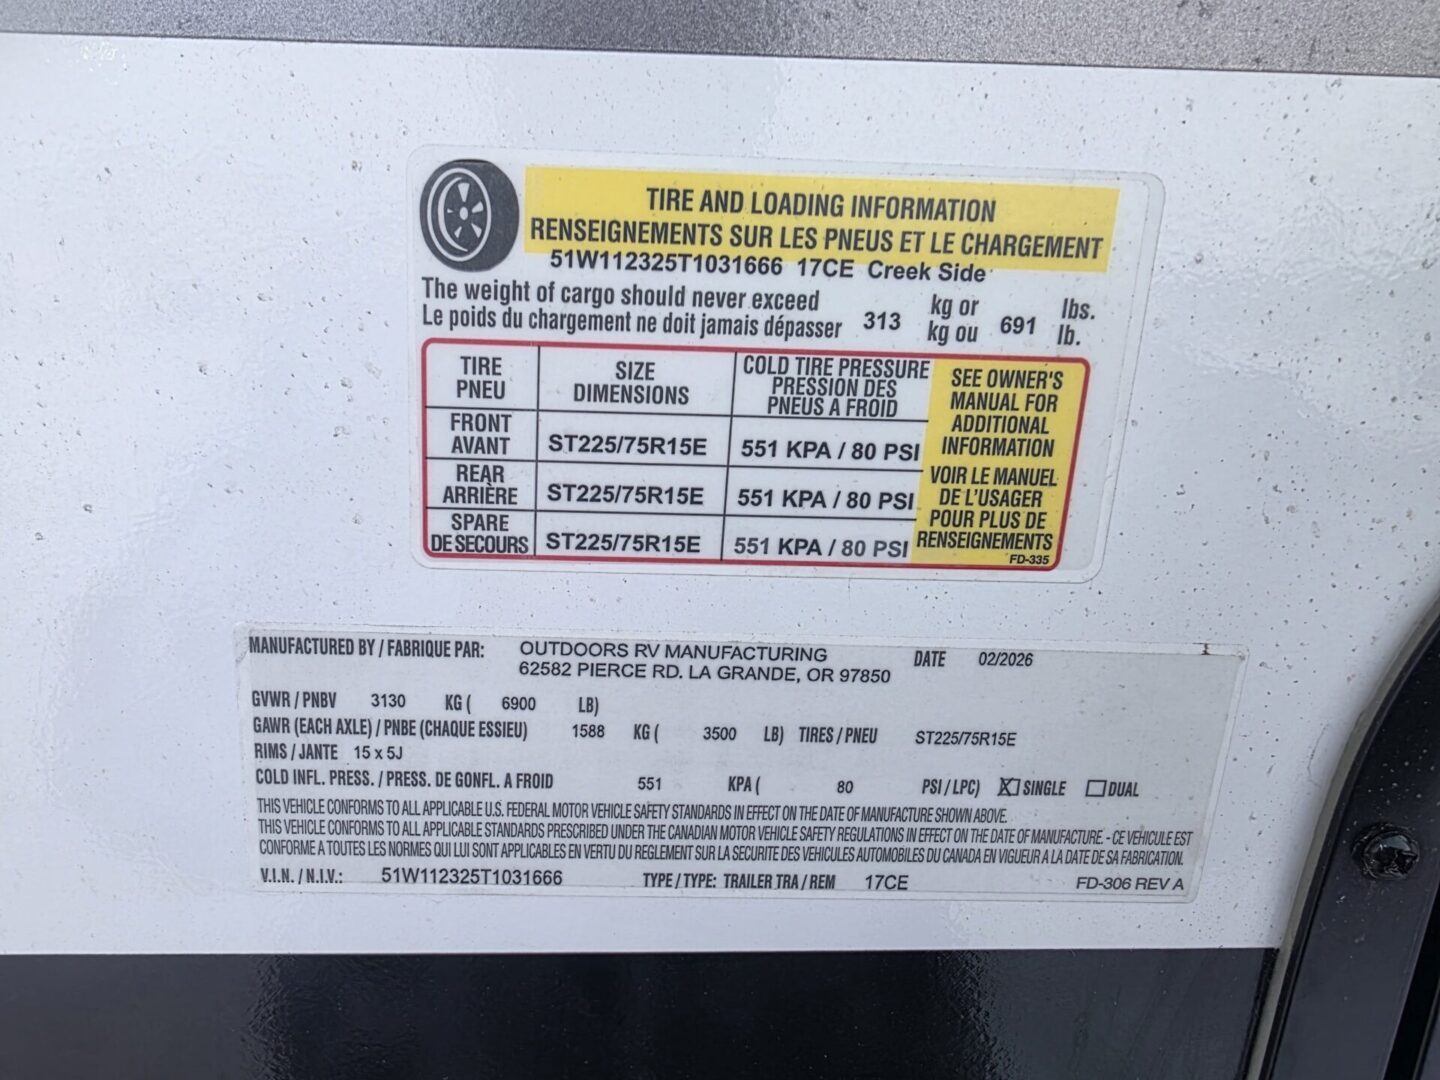 TIRE AND LOADING INFORMATION
RENSEIGNEMENTS SUR LES PNEUS ET LE CHARGEMENT
51W112325T1031666 17CE Creek Side
The weight of cargo should never exceed
Le poids du chargement ne doit jamais dépasser
313 kg or
kg ou 691 lbs.
lb.
TIRE
PNEU
SIZE
DIMENSIONS
COLD TIRE PRESSURE
PRESSION DES
PNEUS A FROID
FRONT
AVANT
ST225/75R15E
551 KPA / 80 PSI
REAR
ARRIÈRE
ST225/75R15E
551 KPA / 80 PSI
SPARE
DE SECOURS
ST225/75R15E
551 KPA / 80 PSI
SEE OWNER'S
MANUAL FOR
ADDITIONAL
INFORMATION
VOIR LE MANUEL
DE L'USAGER
POUR PLUS DE
RENSEIGNEMENTS
FD-335
MANUFACTURED BY / FABRIQUE PAR: OUTDOORS RV MANUFACTURING DATE 02/2026
62582 PIERCE RD. LA GRANDE, OR 97850
GVWR / PNBV 3130 KG ( 6900 LB)
GAWR (EACH AXLE) / PNBE (CHAQUE ESSIEU) 1588 KG ( 3500 LB) TIRES / PNEU ST225/75R15E
RIMS / JANTE 15 x 5J
COLD INFL. PRESS. / PRESS. DE GONFL. A FROID 551 KPA ( 80 PSI / LPC) X SINGLE DUAL
THIS VEHICLE CONFORMS TO ALL APPLICABLE U.S. FEDERAL MOTOR VEHICLE SAFETY STANDARDS IN EFFECT ON THE DATE OF MANUFACTURE SHOWN ABOVE.
THIS VEHICLE CONFORMS TO ALL APPLICABLE STANDARDS PRESCRIBED UNDER THE CANADIAN MOTOR VEHICLE SAFETY REGULATIONS IN EFFECT ON THE DATE OF MANUFACTURE. - CE VEHICULE EST
CONFORME A TOUTES LES NORMES QUI LUI SONT APPLICABLES EN VERTU DU REGLEMENT SUR LA SECURITE DES VEHICULES AUTOMOBILES DU CANADA EN VIGUEUR A LA DATE DE SA FABRICATION.
V.I.N. / N.I.V.: 51W112325T1031666 TYPE / TYPE: TRAILER TRA / REM 17CE FD-306 REV A